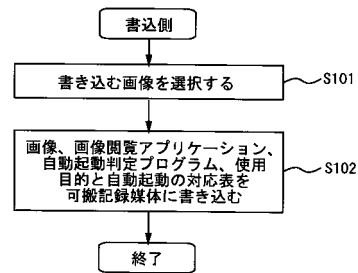 書込側
書き込む画像を選択する
S101
画像、画像閲覧アプリケーション、
自動起動判定プログラム、使用
目的と自動起動の対応表を
可搬記録媒体に書き込む
S102
終了